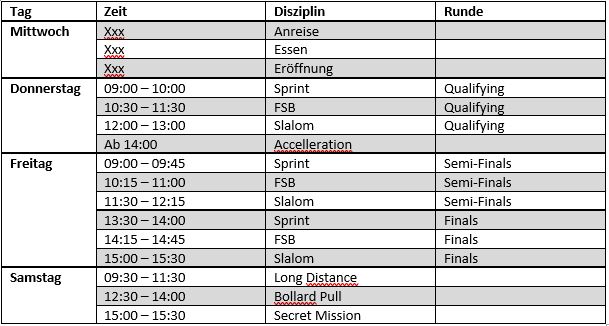 Tag Zeit Disziplin Runde
Mittwoch Xxx Anreise
Xxx Essen
Xxx Eröffnung
Donnerstag 09:00 – 10:00 Sprint Qualifying
10:30 – 11:30 FSB Qualifying
12:00 – 13:00 Slalom Qualifying
Ab 14:00 Accelleration
Freitag 09:00 – 09:45 Sprint Semi-Finals
10:15 – 11:00 FSB Semi-Finals
11:30 – 12:15 Slalom Semi-Finals
13:30 – 14:00 Sprint Finals
14:15 – 14:45 FSB Finals
15:00 – 15:30 Slalom Finals
Samstag 09:30 – 11:30 Long Distance
12:30 – 14:00 Bollard Pull
15:00 – 15:30 Secret Mission